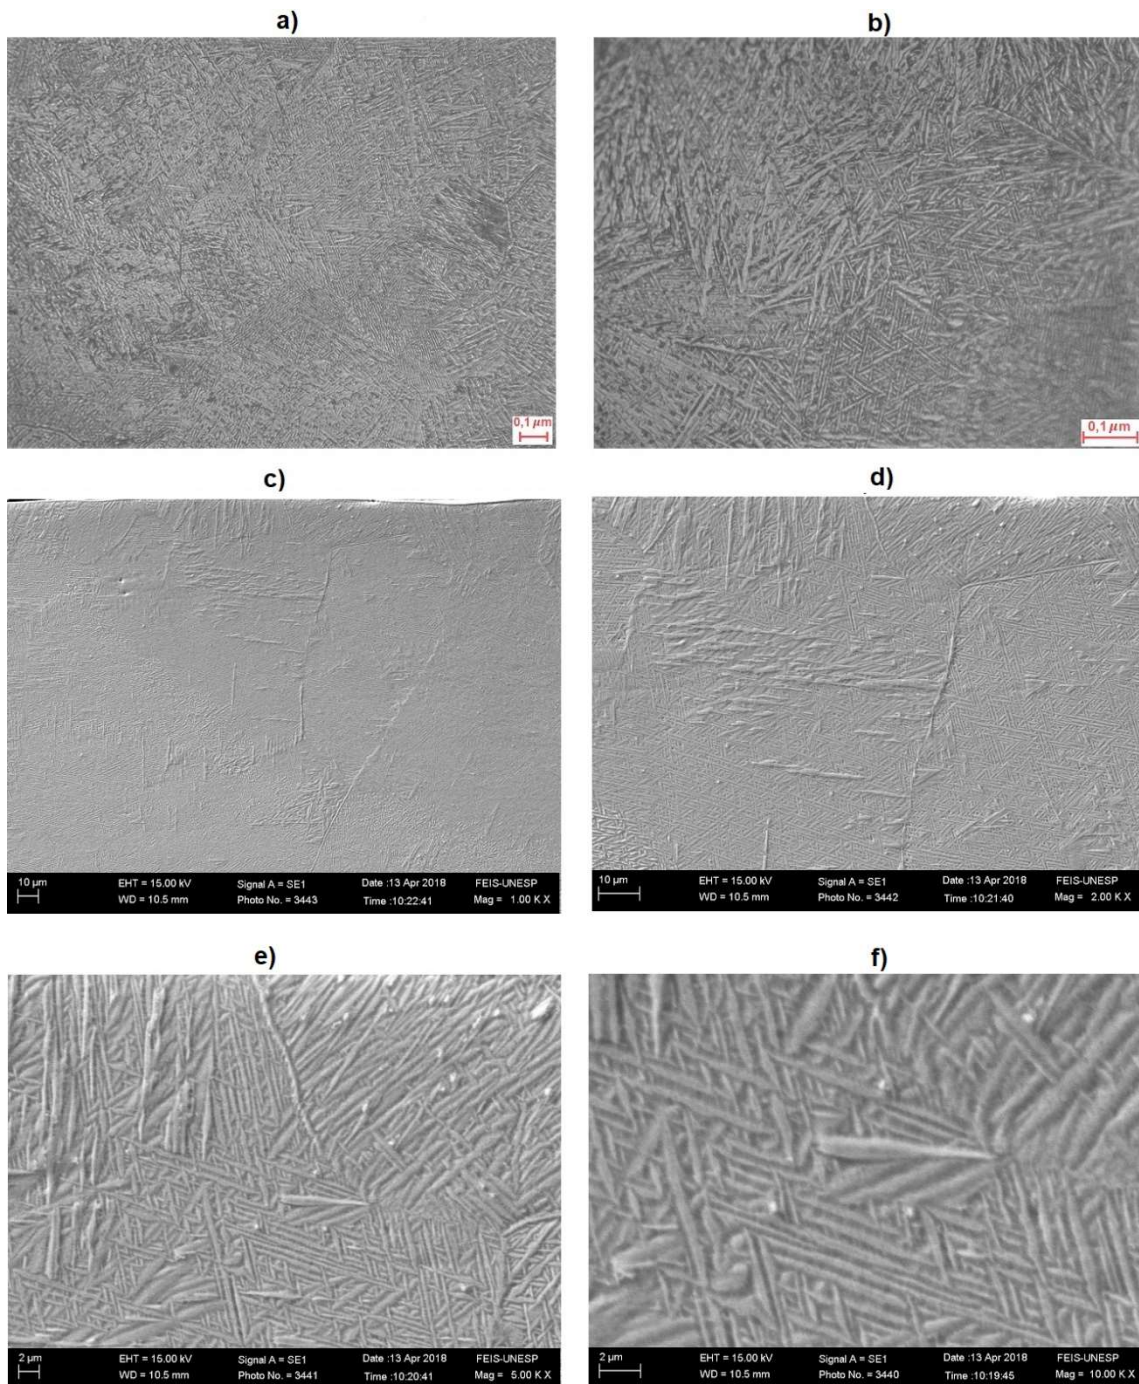 a)
b)
0,1 μm
0,1 μm
c)
d)
10 μm EHT = 15.00 kV Signal A = SE1 Date :13 Apr 2018 FEIS-UNESP
WD = 10.5 mm Photo No. = 3443 Time :10:22:41 Mag = 1.00 K X
10 μm EHT = 15.00 kV Signal A = SE1 Date :13 Apr 2018 FEIS-UNESP
WD = 10.5 mm Photo No. = 3442 Time :10:21:40 Mag = 2.00 K X
e)
f)
2 μm EHT = 15.00 kV Signal A = SE1 Date :13 Apr 2018 FEIS-UNESP
WD = 10.5 mm Photo No. = 3441 Time :10:20:41 Mag = 5.00 K X
2 μm EHT = 15.00 kV Signal A = SE1 Date :13 Apr 2018 FEIS-UNESP
WD = 10.5 mm Photo No. = 3440 Time :10:19:45 Mag = 10.00 K X